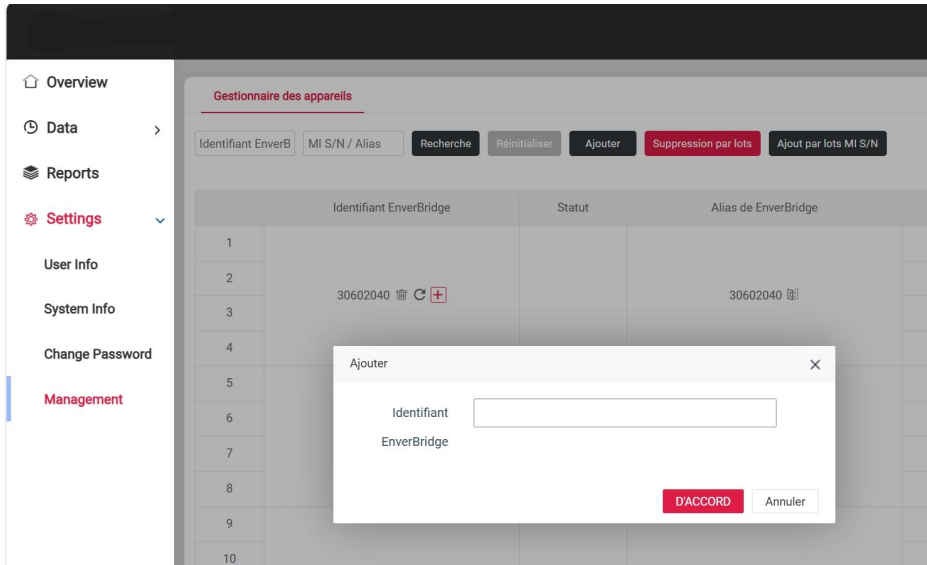 Overview
Data
Reports
Settings
User Info
System Info
Change Password
Management
Gestionnaire des appareils
Identifiant EnverB MI S/N / Alias Recherche Réinitialiser Ajouter Suppression par lots Ajout par lots MI S/N
Identifiant EnverBridge Statut Alias de EnverBridge
1
2
30602040 30602040
3
4
5
6
7
8
9
10
Ajouter
Identifiant
EnverBridge
D'ACCORD Annuler